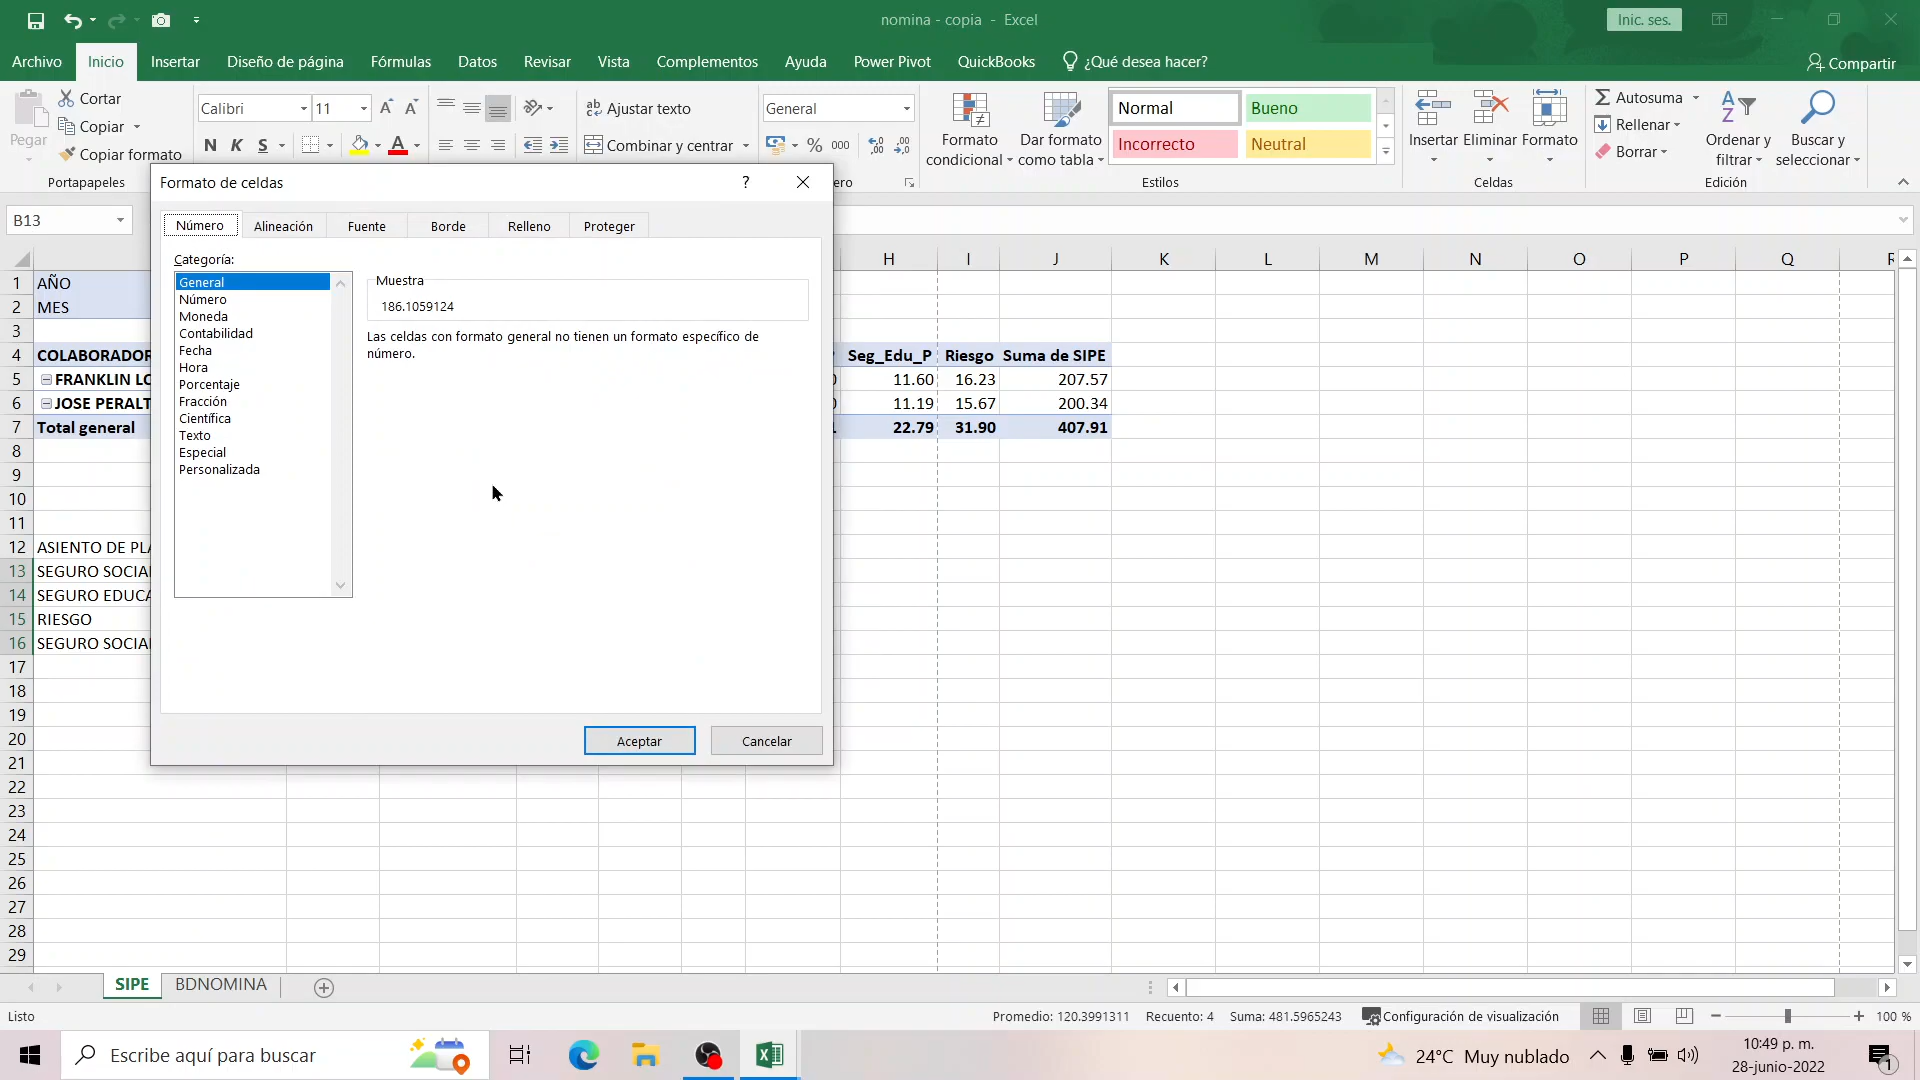 nomina - copia - Excel
Inic. ses.
Archivo Inicio Insertar Diseño de página Fórmulas Datos Revisar Vista Complementos Ayuda Power Pivot QuickBooks ¿Qué desea hacer? Compartir
Pegar
Cortar
Copiar
Copiar formato
Portapapeles
Calibri 11
N K S
Ajustar texto
Combinar y centrar
General
% 000
Formato condicional
Dar formato como tabla
Normal Bueno
Incorrecto Neutral
Estilos
Insertar Eliminar Formato
Celdas
Autosuma
Rellenar
Borrar
Ordenar y filtrar
Buscar y seleccionar
Edición
B13
Formato de celdas ?
Número Alineación Fuente Borde Relleno Proteger
Categoría:
General
Número
Moneda
Contabilidad
Fecha
Hora
Porcentaje
Fracción
Científica
Texto
Especial
Personalizada
Muestra
186.1059124
Las celdas con formato general no tienen un formato específico de
número.
Aceptar Cancelar
H I J K L M N O P Q R
1 AÑO
2 MES
3
4 COLABORADOR Seg_Edu_P Riesgo Suma de SIPE
5 FRANKLIN LO 11.60 16.23 207.57
6 JOSE PERALT 11.19 15.67 200.34
7 Total general 22.79 31.90 407.91
8
9
10
11
12 ASIENTO DE PLA
13 SEGURO SOCIAL
14 SEGURO EDUCA
15 RIESGO
16 SEGURO SOCIAL
17
18
19
20
21
22
23
24
25
26
27
28
29
SIPE BDNOMINA
Listo Promedio: 120.3991311 Recuento: 4 Suma: 481.5965243 Configuración de visualización 100 %
Escribe aquí para buscar
24°C Muy nublado
10:49 p. m.
28-junio-2022
1